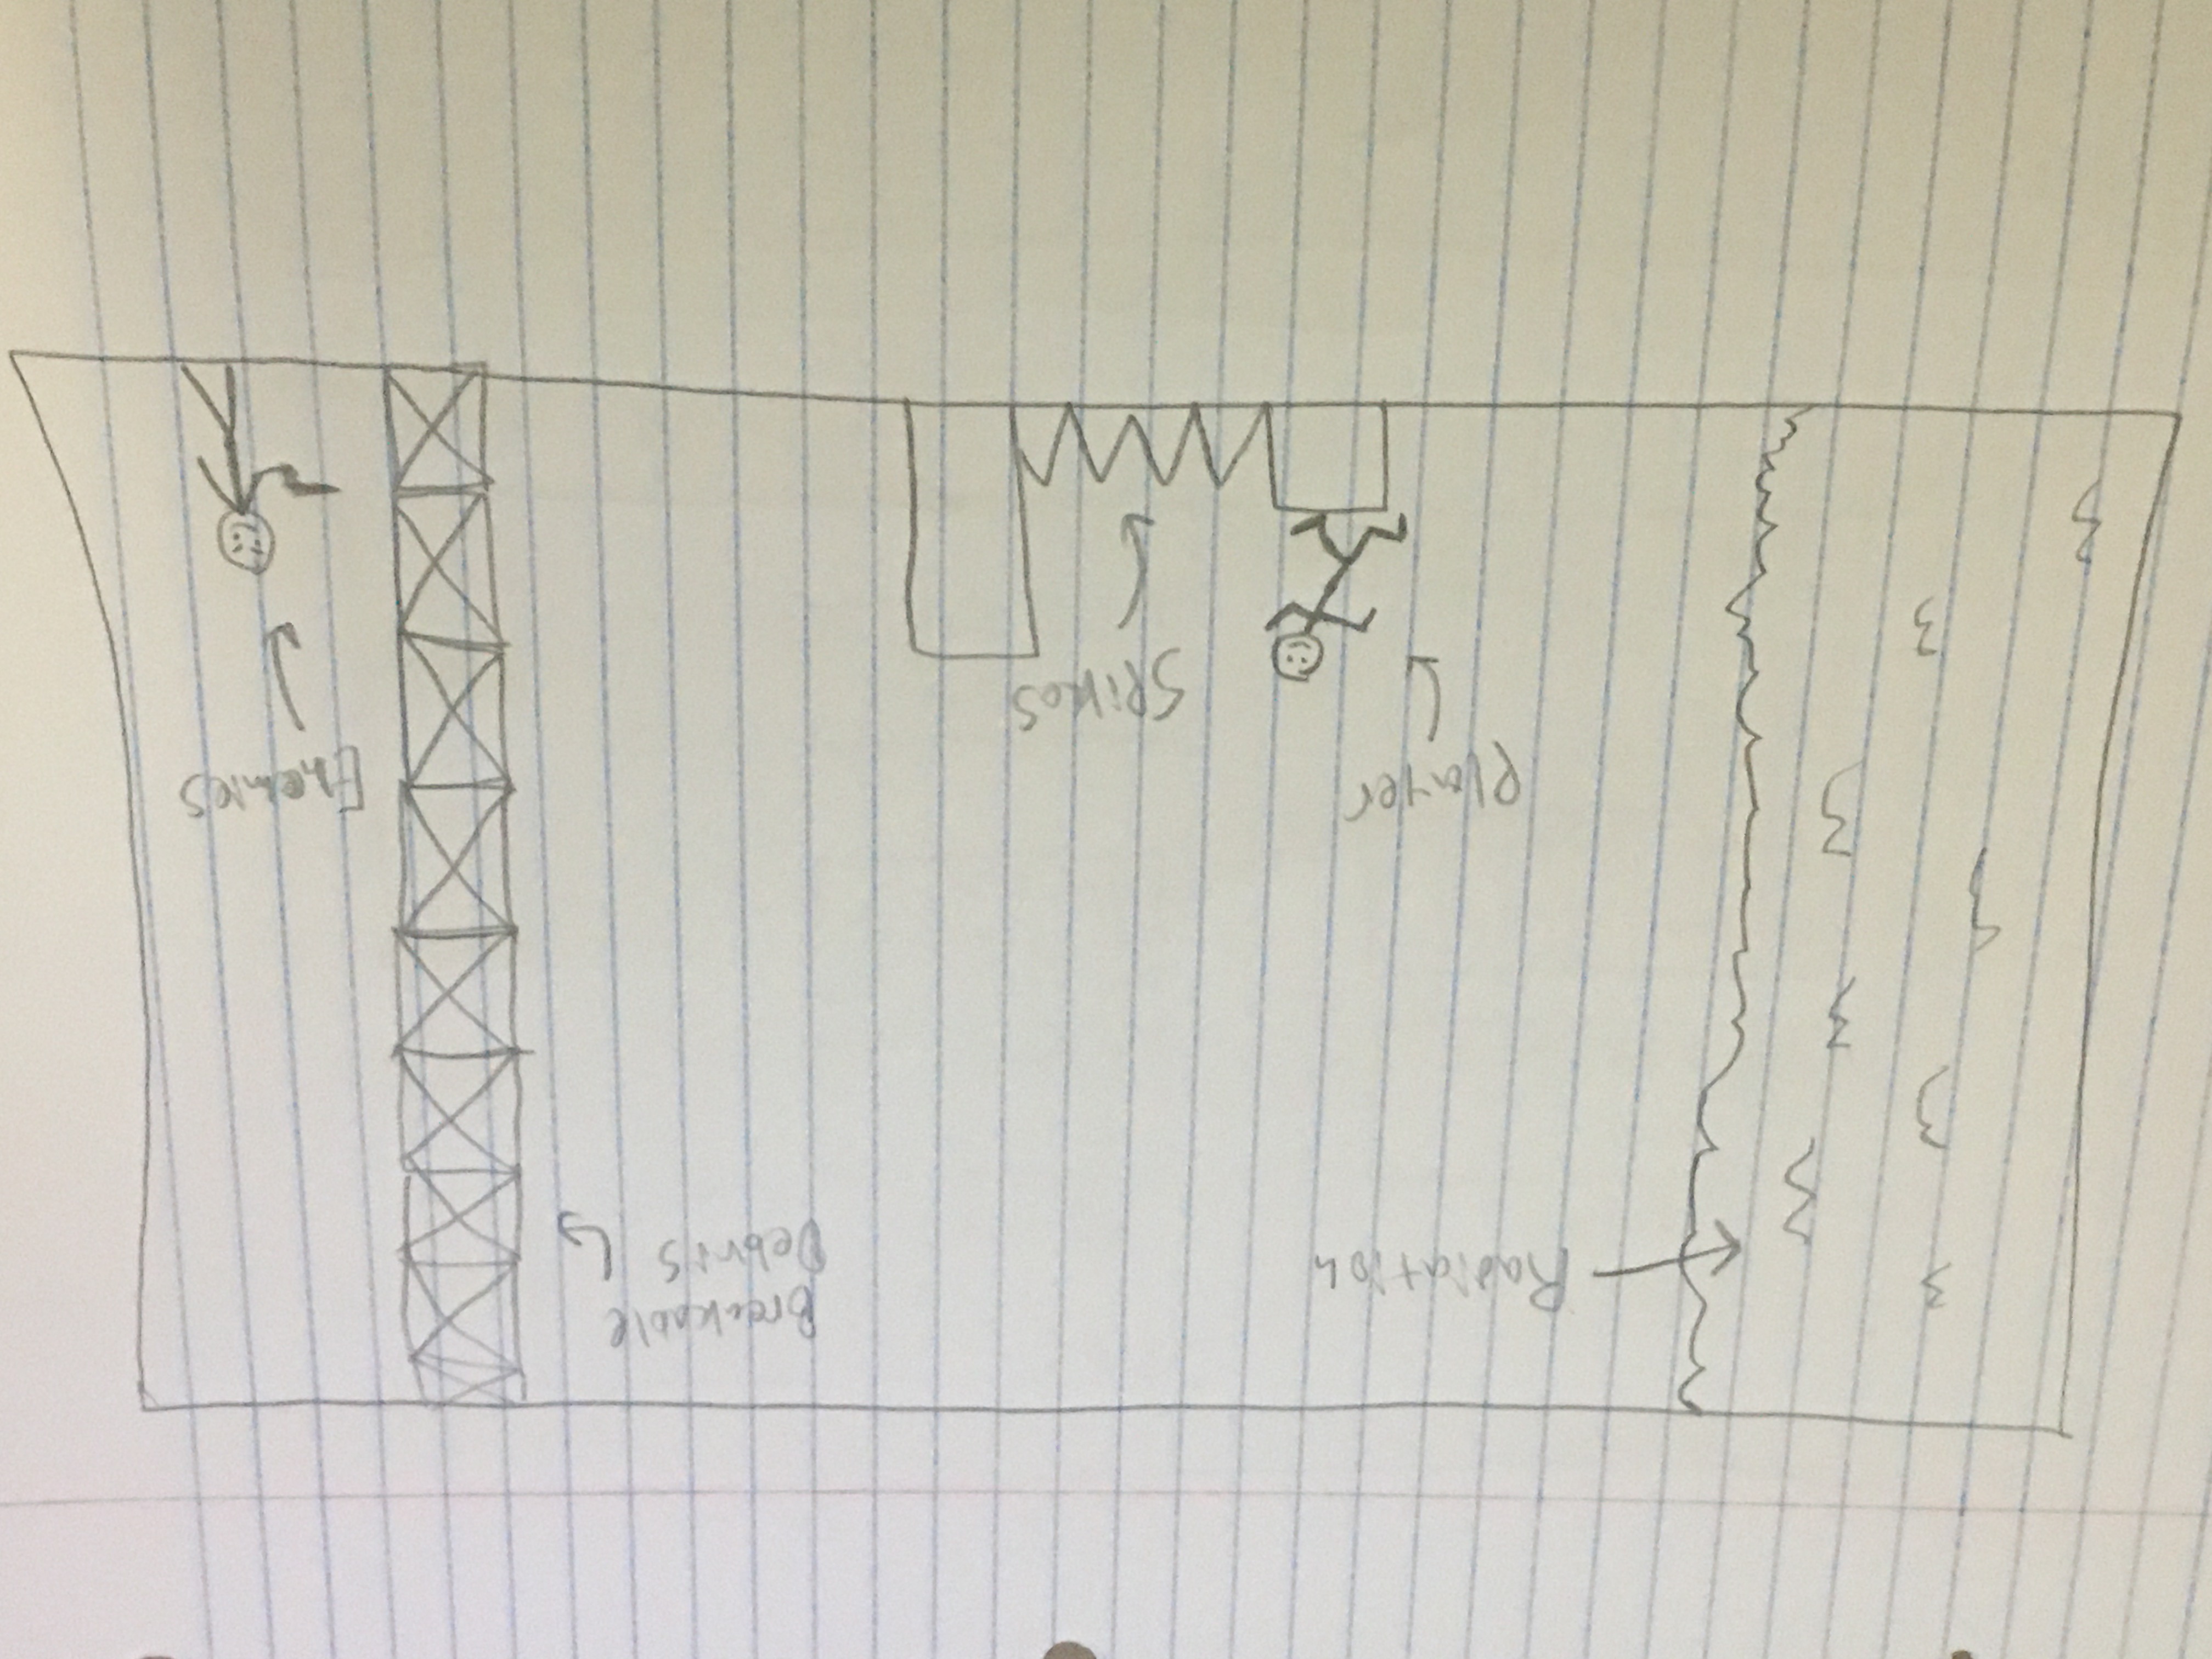 Radiation
Breakable
Debris
Player
Spikes
Enemies